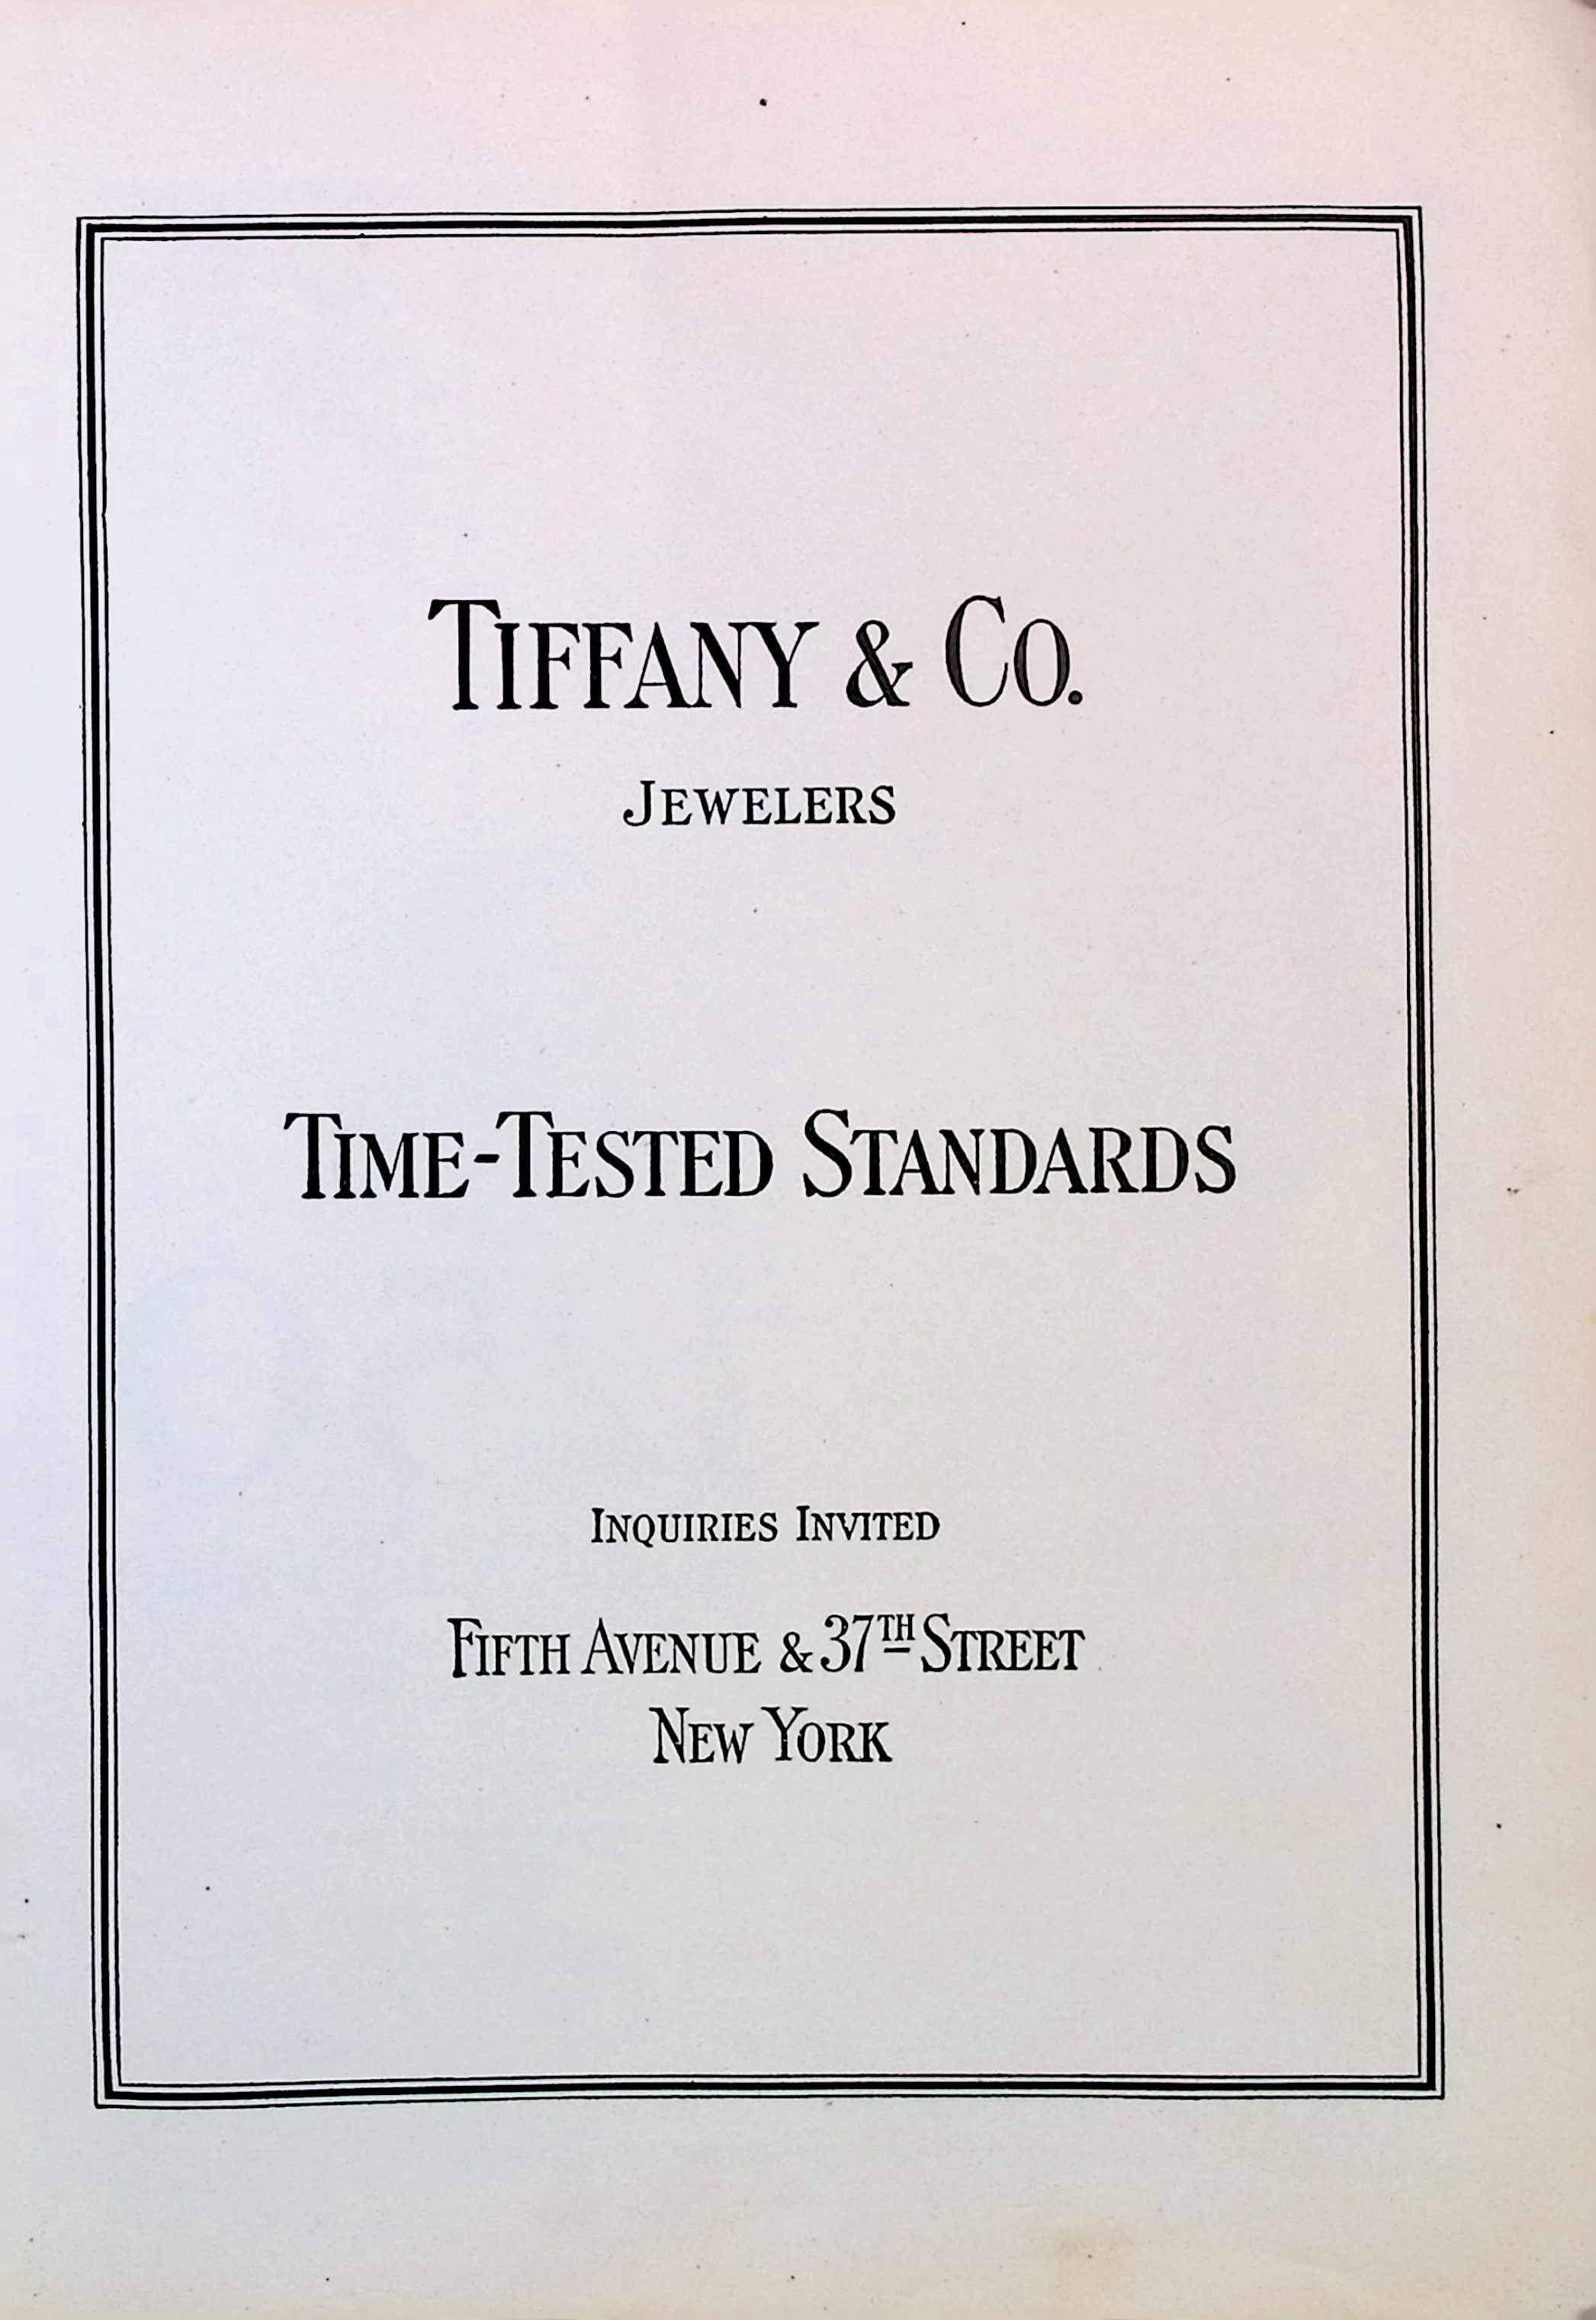 TIFFANY & CO.
JEWELERS
TIME-TESTED STANDARDS
INQUIRIES INVITED
FIFTH AVENUE & 37TH STREET
NEW YORK